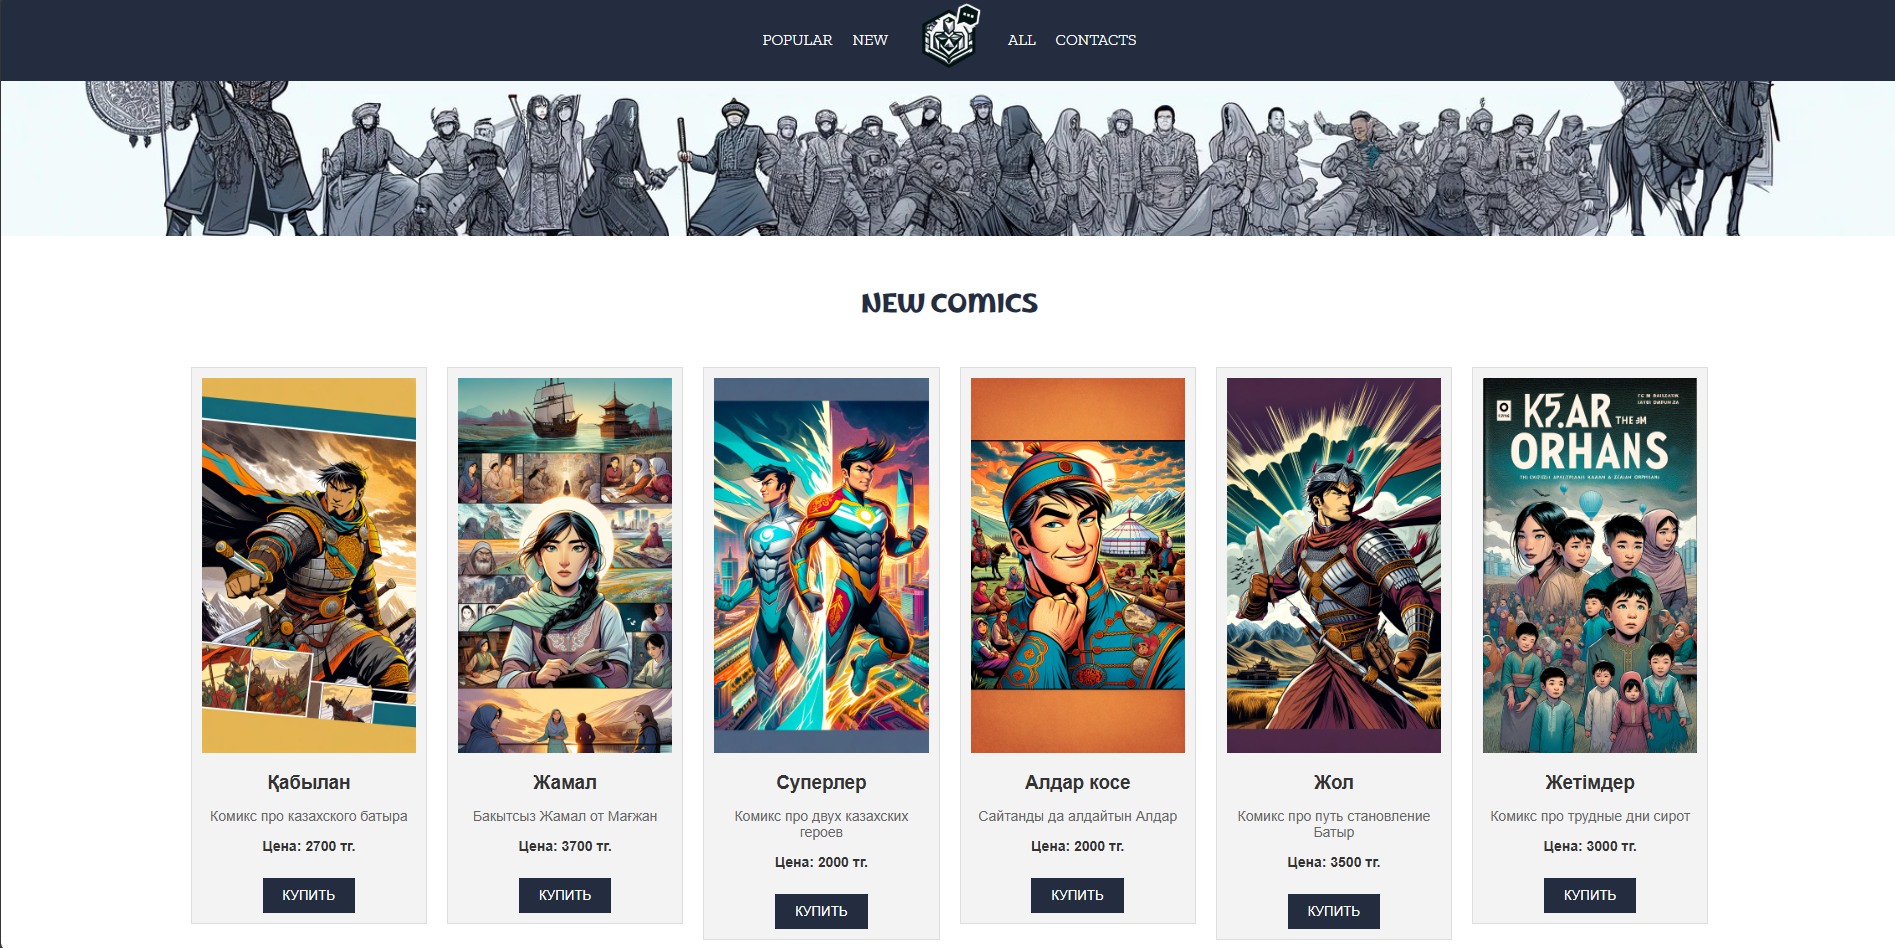 POPULAR NEW ALL CONTACTS
NEW COMICS
THE
ORHANS
Қабылан
Комикс про казахского батыра
Цена: 2700 тг.
КУПИТЬ
Жамал
Бакытсыз Жамал от Мағжан
Цена: 3700 тг.
КУПИТЬ
Суперлер
Комикс про двух казахских
героев
Цена: 2000 тг.
КУПИТЬ
Алдар косе
Сайтанды да алдайтын Алдар
Цена: 2000 тг.
КУПИТЬ
Жол
Комикс про путь становление
Батыр
Цена: 3500 тг.
КУПИТЬ
Жетімдер
Комикс про трудные дни сирот
Цена: 3000 тг.
КУПИТЬ